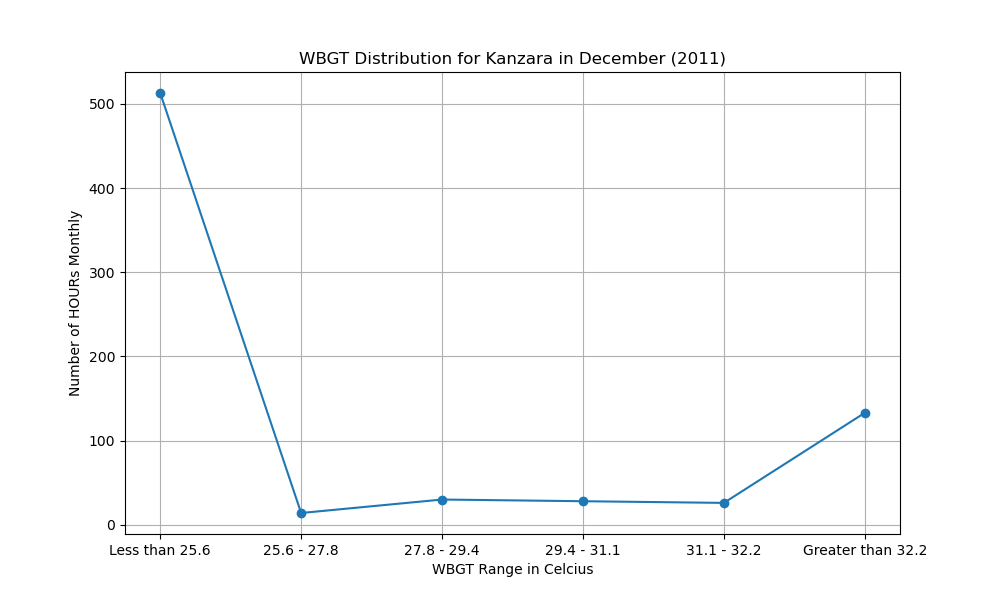 WBGT Distribution for Kanzara in December (2011)
Number of HOURs Monthly
500
400
300
200
100
0
Less than 25.6
25.6 - 27.8
27.8 - 29.4
29.4 - 31.1
31.1 - 32.2
Greater than 32.2
WBGT Range in Celcius